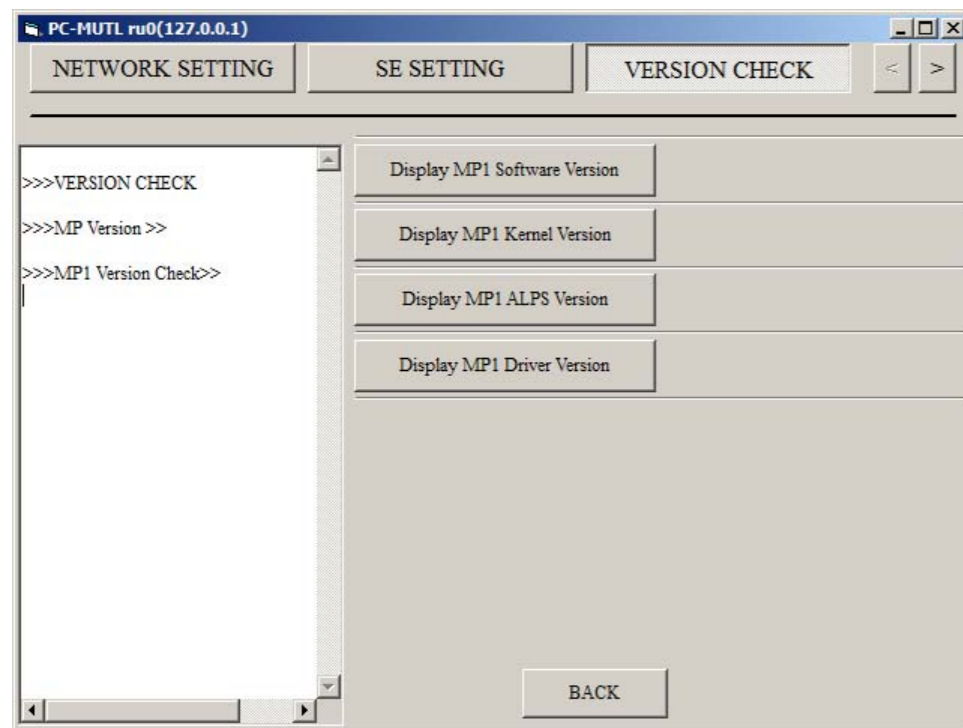 PC-MUTL ru0(127.0.0.1)
NETWORK SETTING
SE SETTING
VERSION CHECK
<
>
>>>VERSION CHECK
>>>MP Version >>
>>>MP1 Version Check>>
Display MP1 Software Version
Display MP1 Kernel Version
Display MP1 ALPS Version
Display MP1 Driver Version
BACK